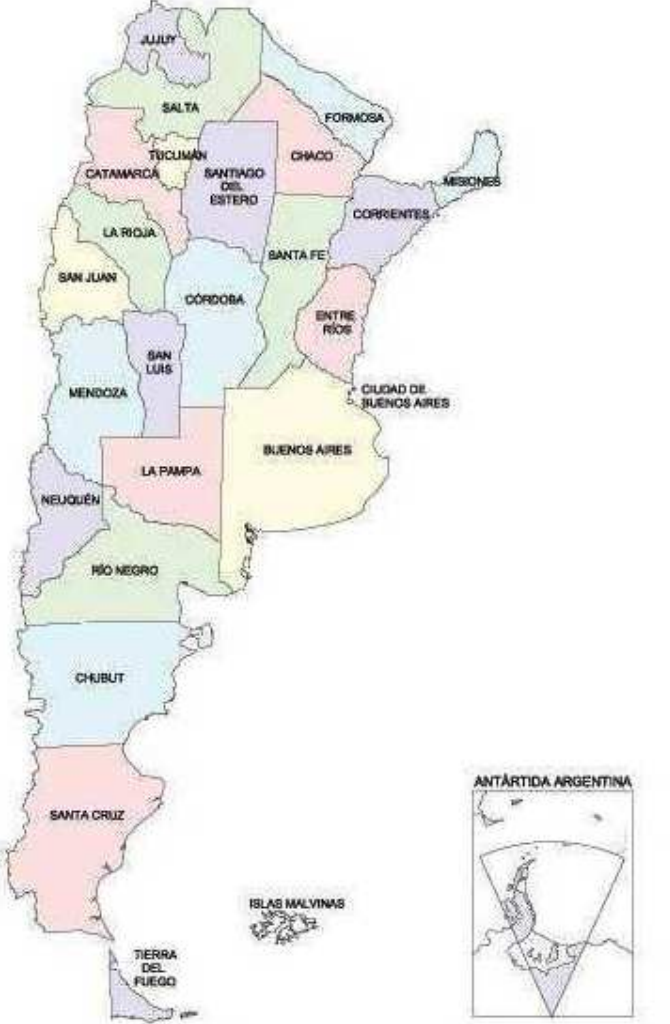 JUJUY
SALTA
FORMOSA
TUCUMÁN
CATAMARCA
SANTIAGO
DEL
ESTERO
CHACO
MISIONES
CORRIENTES
LA RIOJA
SANTA FE
SAN JUAN
CÓRDOBA
ENTRE
RÍOS
SAN
LUIS
MENDOZA
CIUDAD DE
BUENOS AIRES
BUENOS AIRES
LA PAMPA
NEUQUÉN
RÍO NEGRO
CHUBUT
SANTA CRUZ
ANTÁRTIDA ARGENTINA
ISLAS MALVINAS
TIERRA
DEL
FUEGO